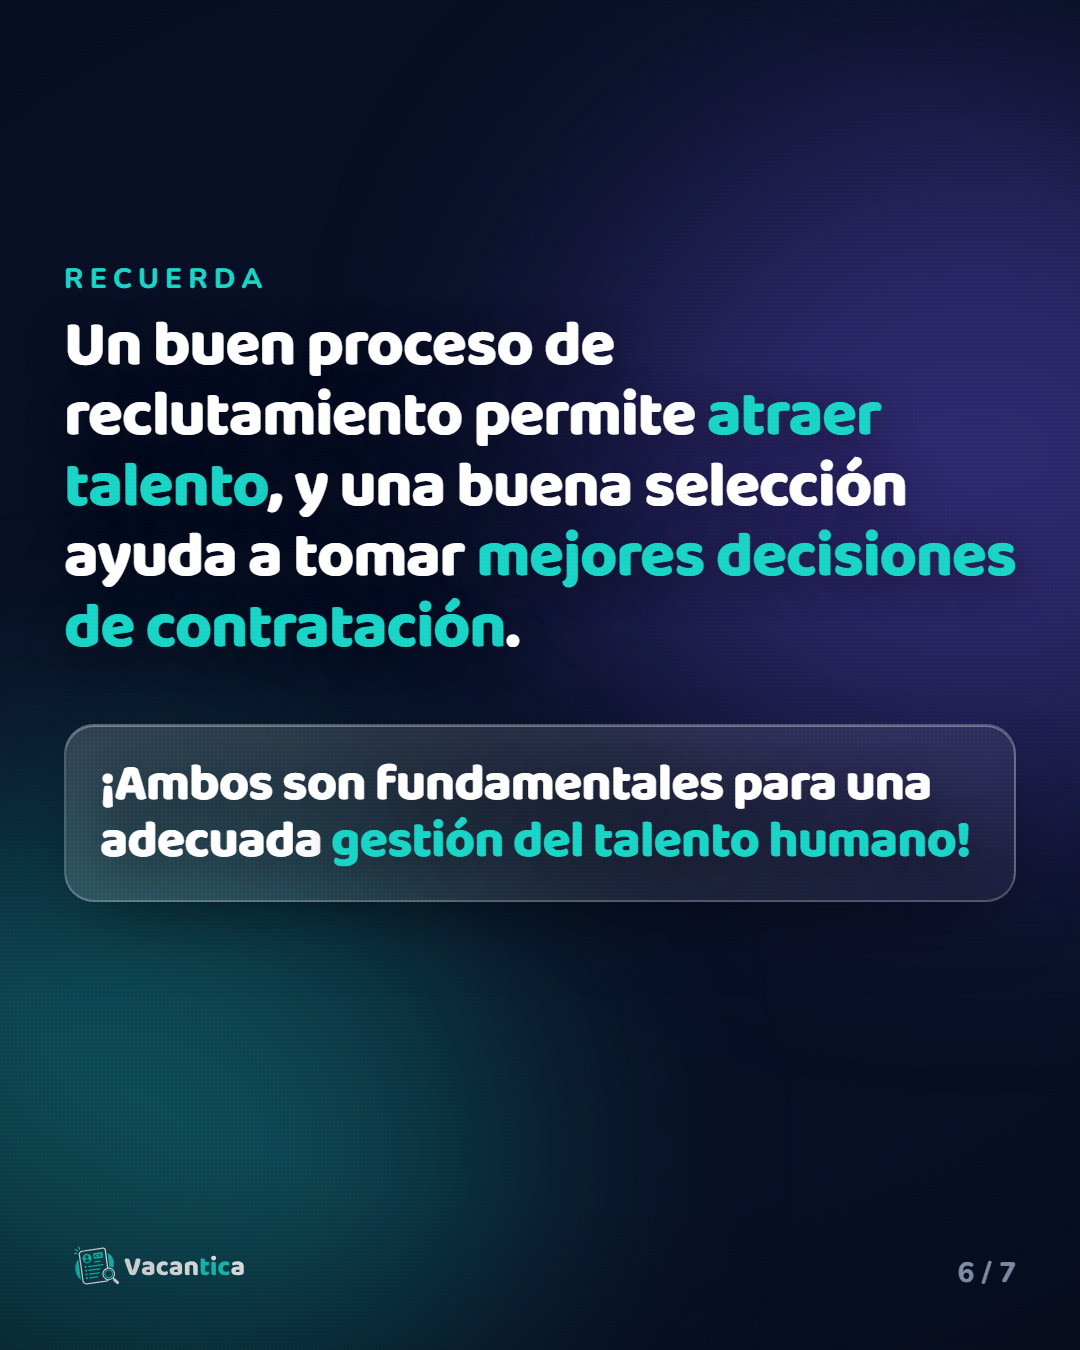 RECUERDA
Un buen proceso de
reclutamiento permite atraer
talento, y una buena selección
ayuda a tomar mejores decisiones
de contratación.
¡Ambos son fundamentales para una
adecuada gestión del talento humano!
Vacantica
6 / 7